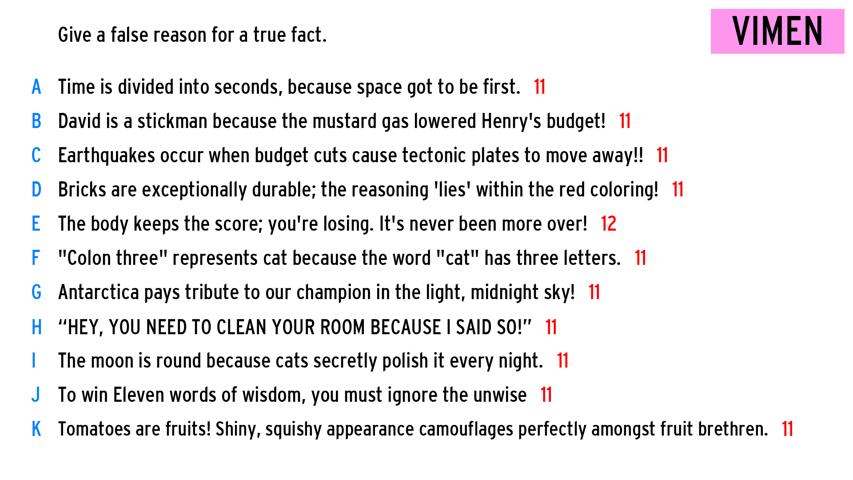 Give a false reason for a true fact.
VIMEN
A Time is divided into seconds, because space got to be first. 11
B David is a stickman because the mustard gas lowered Henry's budget! 11
C Earthquakes occur when budget cuts cause tectonic plates to move away!! 11
D Bricks are exceptionally durable; the reasoning 'lies' within the red coloring! 11
E The body keeps the score; you're losing. It's never been more over! 12
F "Colon three" represents cat because the word "cat" has three letters. 11
G Antarctica pays tribute to our champion in the light, midnight sky! 11
H “HEY, YOU NEED TO CLEAN YOUR ROOM BECAUSE I SAID SO!” 11
I The moon is round because cats secretly polish it every night. 11
J To win Eleven words of wisdom, you must ignore the unwise 11
K Tomatoes are fruits! Shiny, squishy appearance camouflages perfectly amongst fruit brethren. 11